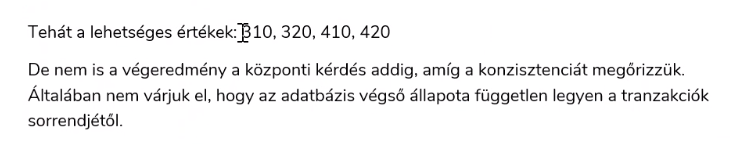 Tehát a lehetséges értékek: 310, 320, 410, 420
De nem is a végeredmény a központi kérdés addig, amíg a konzisztenciát megőrizzük.
Általában nem várjuk el, hogy az adatbázis végső állapota független legyen a tranzakciók
sorrendjétől.